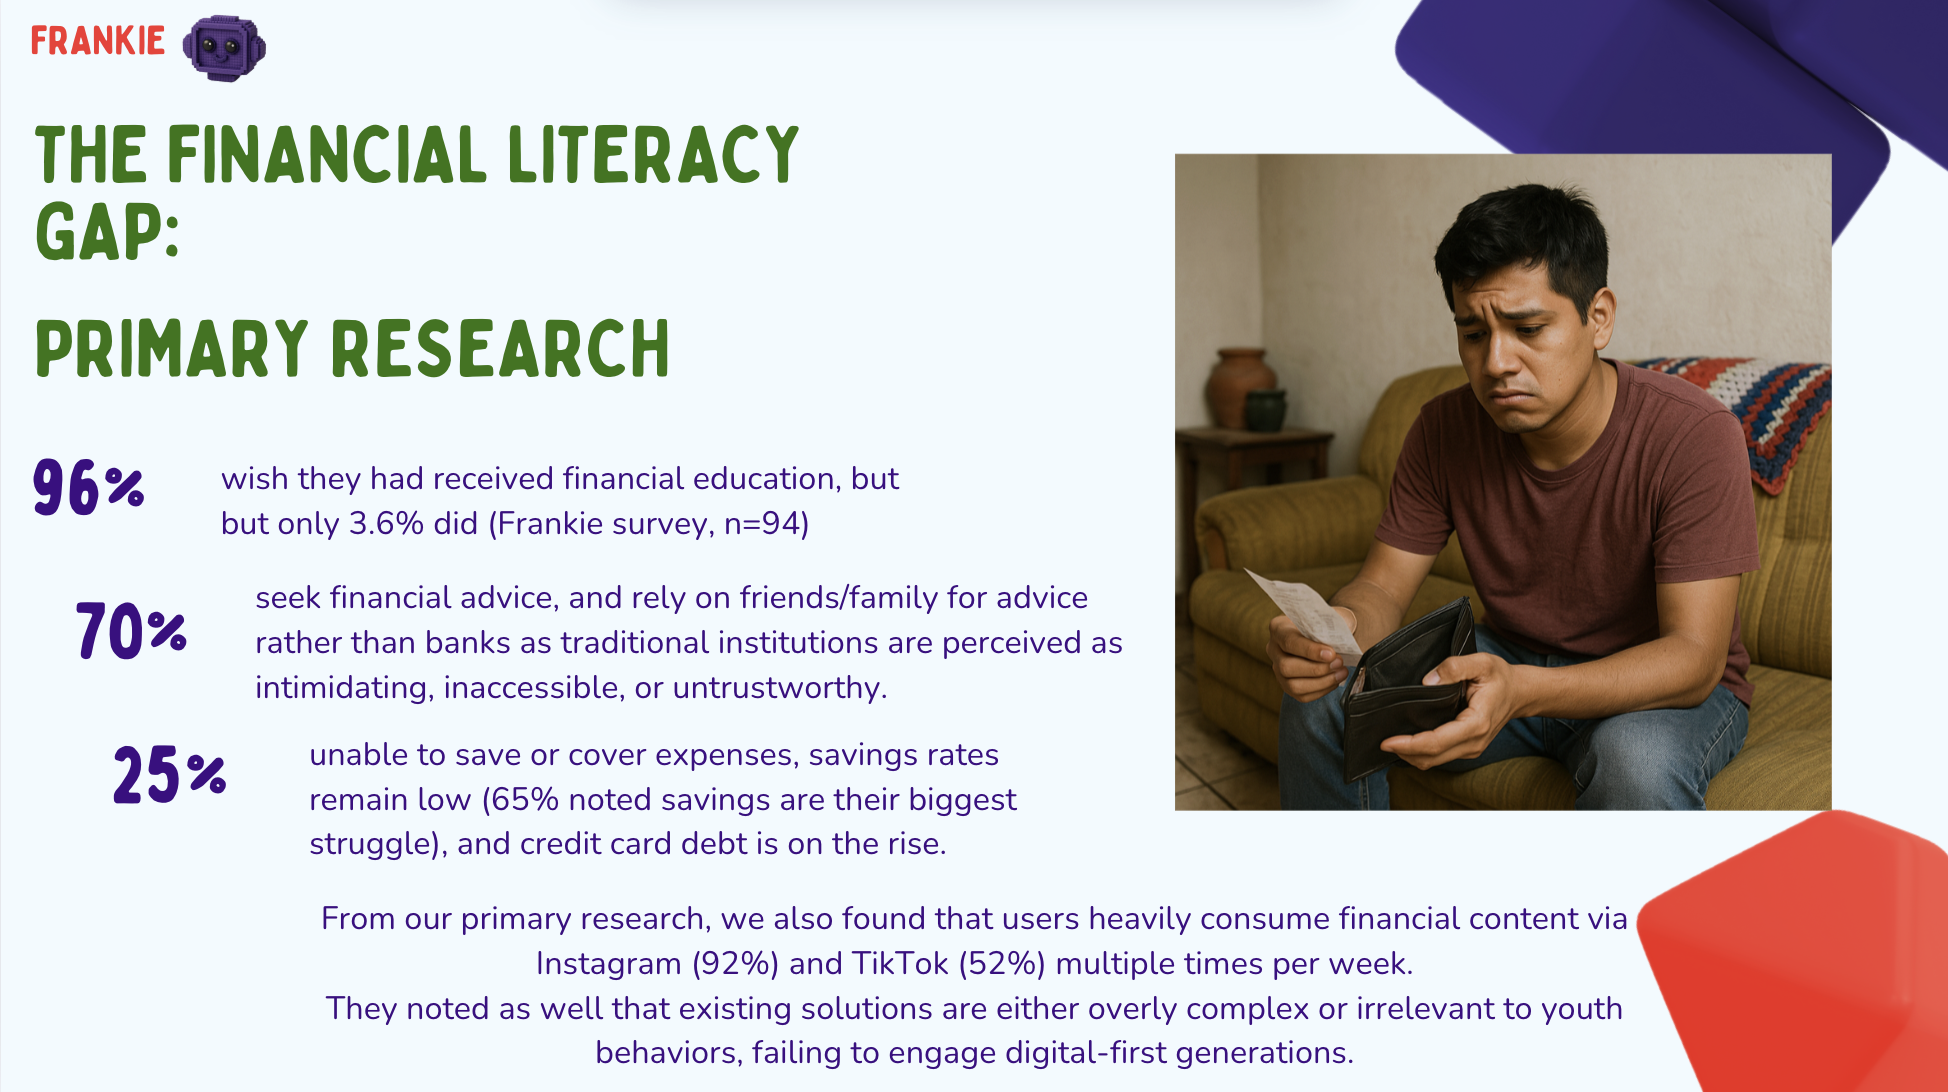 FRANKIE
THE FINANCIAL LITERACY
GAP:
PRIMARY RESEARCH
96%
wish they had received financial education, but
but only 3.6% did (Frankie survey, n=94)
70%
seek financial advice, and rely on friends/family for advice
rather than banks as traditional institutions are perceived as
intimidating, inaccessible, or untrustworthy.
25%
unable to save or cover expenses, savings rates
remain low (65% noted savings are their biggest
struggle), and credit card debt is on the rise.
From our primary research, we also found that users heavily consume financial content via
Instagram (92%) and TikTok (52%) multiple times per week.
They noted as well that existing solutions are either overly complex or irrelevant to youth
behaviors, failing to engage digital-first generations.